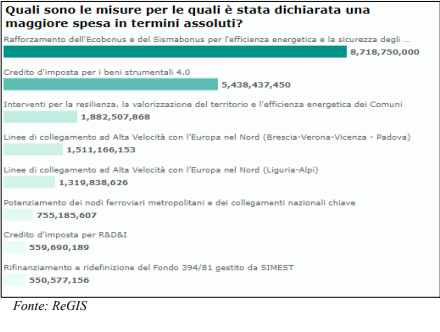 Quali sono le misure per le quali è stata dichiarata una
maggiore spesa in termini assoluti?
Rafforzamento dell'Ecobonus e del Sismabonus per l'efficienza energetica e la sicurezza degli ...
8,718,750,000
Credito d'imposta per i beni strumentali 4.0
5,438,437,450
Interventi per la resilienza, la valorizzazione del territorio e l'efficienza energetica dei Comuni
1,882,507,868
Linee di collegamento ad Alta Velocità con l'Europa nel Nord (Brescia-Verona-Vicenza - Padova)
1,511,166,153
Linee di collegamento ad Alta Velocità con l'Europa nel Nord (Liguria-Alpi)
1,319,838,626
Potenziamento dei nodi ferroviari metropolitani e dei collegamenti nazionali chiave
755,185,607
Credito d'imposta per R&D&I
559,690,189
Rifinanziamento e ridefinizione del Fondo 394/81 gestito da SIMEST
550,577,156
Fonte: ReGIS